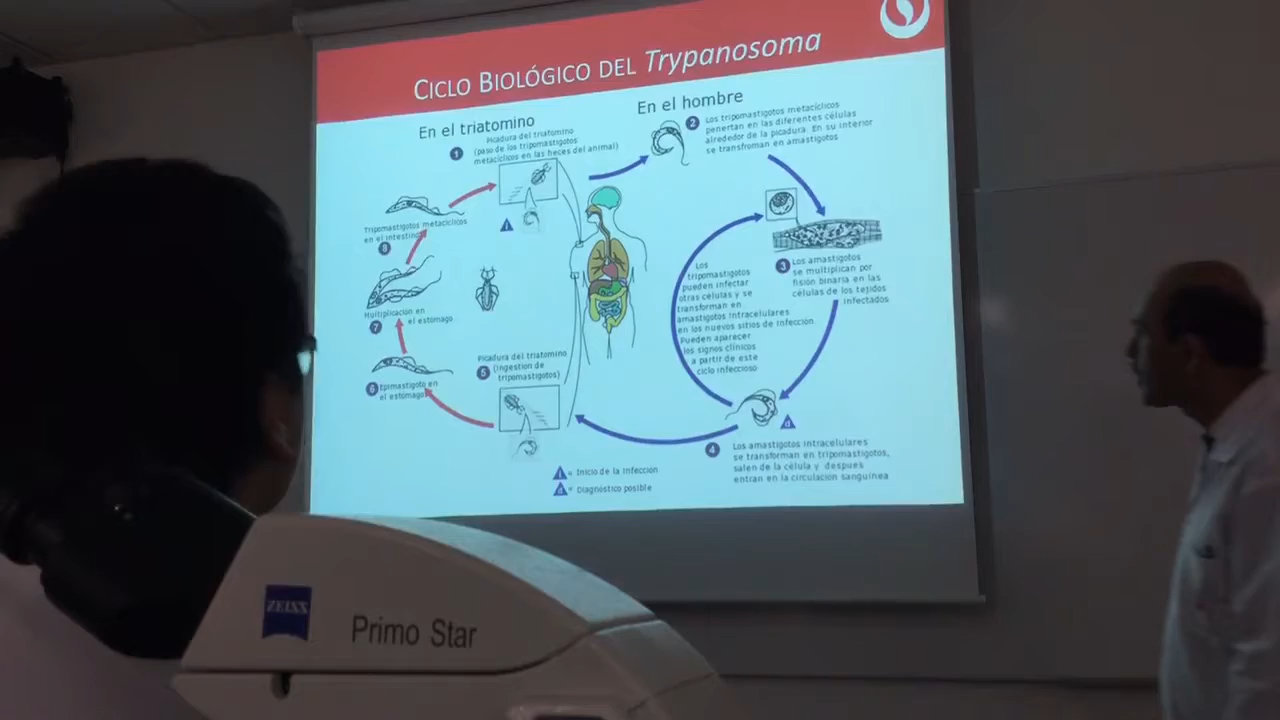 CICLO BIOLÓGICO DEL Trypanosoma
En el triatomino
En el hombre
1
Picadura del triatomino
(paso de los tripomastigotos
metacíclicos en las heces del animal)
2
Los tripomastigotos metacíclicos
penertan en las diferentes células
alrededor de la picadura. En su interior
se transfroman en amastigotos
i
3
Los amastigotos
se multiplican por
fisión binaria en las
células de los tejidos
infectados
Los
tripomastigotos
pueden infectar
otras células y se
transforman en
amastigotos intracelulares
en los nuevos sitios de infección.
Pueden aparecer
los signos clínicos
a partir de este
ciclo infeccioso
d
4
Los amastigotos intracelulares
se transforman en tripomastigotos,
salen de la célula y despues
entran en la circulación sanguínea
5
Picadura del triatomino
(ingestion de
tripomastigotos)
6
Epimastigoto en
el estómago
7
Multiplicación en
el estómago
8
Tripomastigotos metacíclicos
en el intestino
i = Inicio de la infección
d = Diagnóstico posible
ZEISS
Primo Star